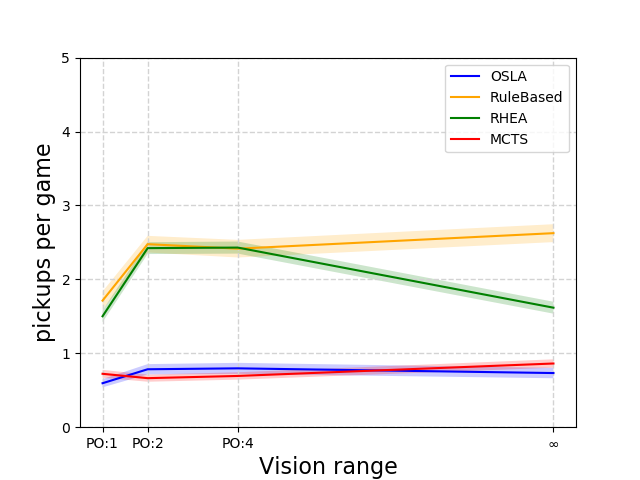 5
4
3
2
1
0
pickups per game
OSLA
RuleBased
RHEA
MCTS
PO:1 PO:2 PO:4 ∞
Vision range